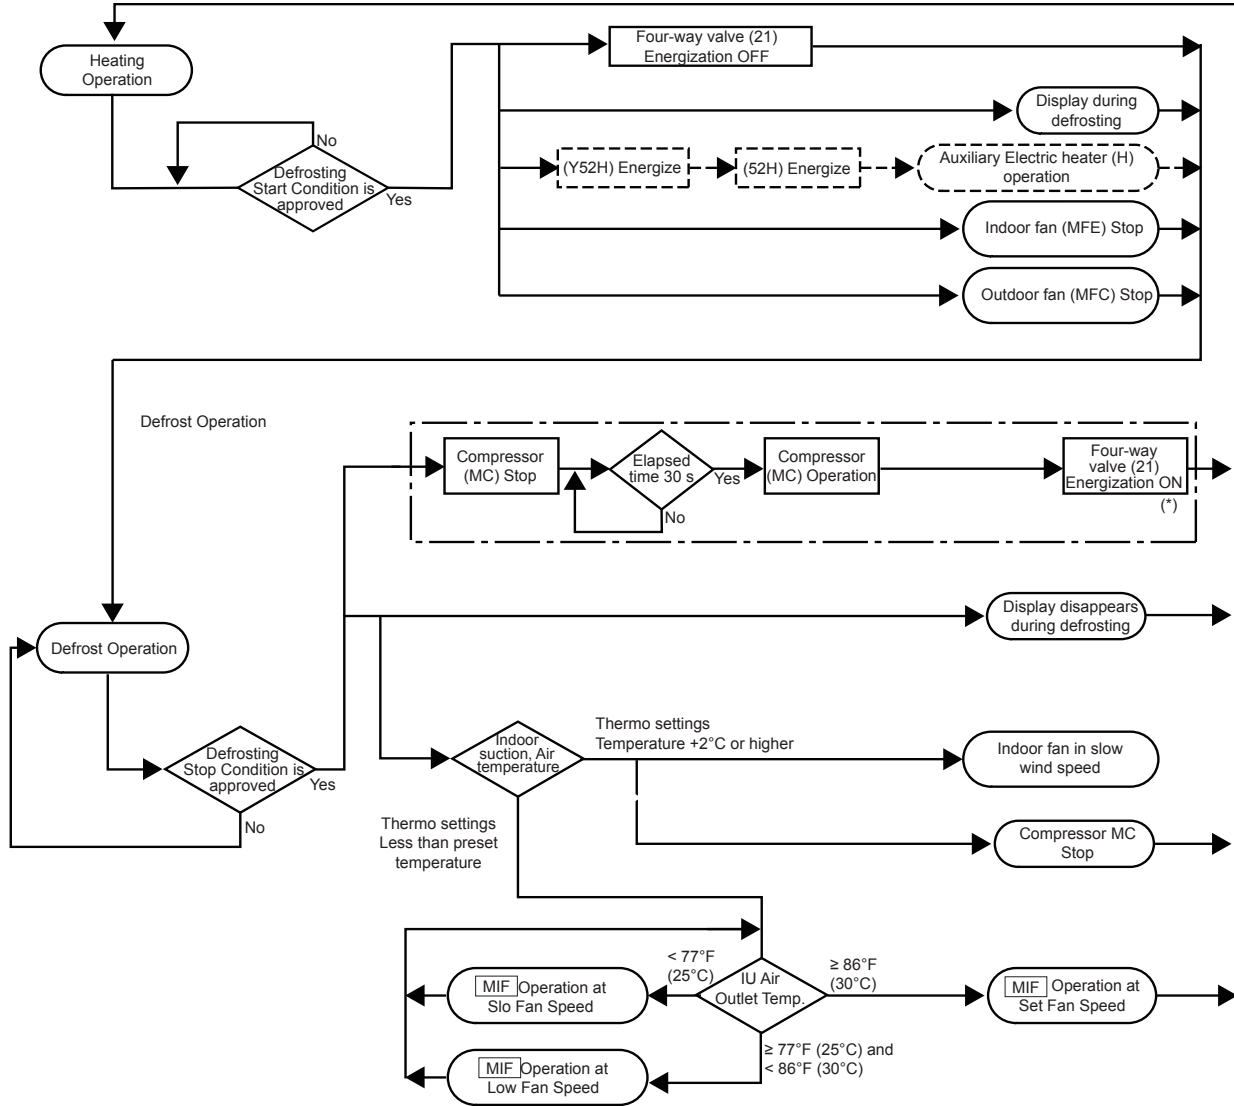 Heating
Operation
No
Defrosting
Start Condition is
approved
Yes
Four-way valve (21)
Energization OFF
Display during
defrosting
(Y52H) Energize
(52H) Energize
Auxiliary Electric heater (H)
operation
Indoor fan (MFE) Stop
Outdoor fan (MFC) Stop
Defrost Operation
Compressor
(MC) Stop
Elapsed
time 30 s
Yes
No
Compressor
(MC) Operation
Four-way
valve (21)
Energization ON
(*)
Display disappears
during defrosting
Defrost Operation
Defrosting
Stop Condition is
approved
Yes
No
Indoor
suction, Air
temperature
Thermo settings
Temperature +2°C or higher
Indoor fan in slow
wind speed
Thermo settings
Less than preset
temperature
Compressor MC
Stop
< 77°F
(25°C)
IU Air
Outlet Temp.
≥ 86°F
(30°C)
MIF Operation at
Slo Fan Speed
MIF Operation at
Set Fan Speed
≥ 77°F (25°C) and
< 86°F (30°C)
MIF Operation at
Low Fan Speed